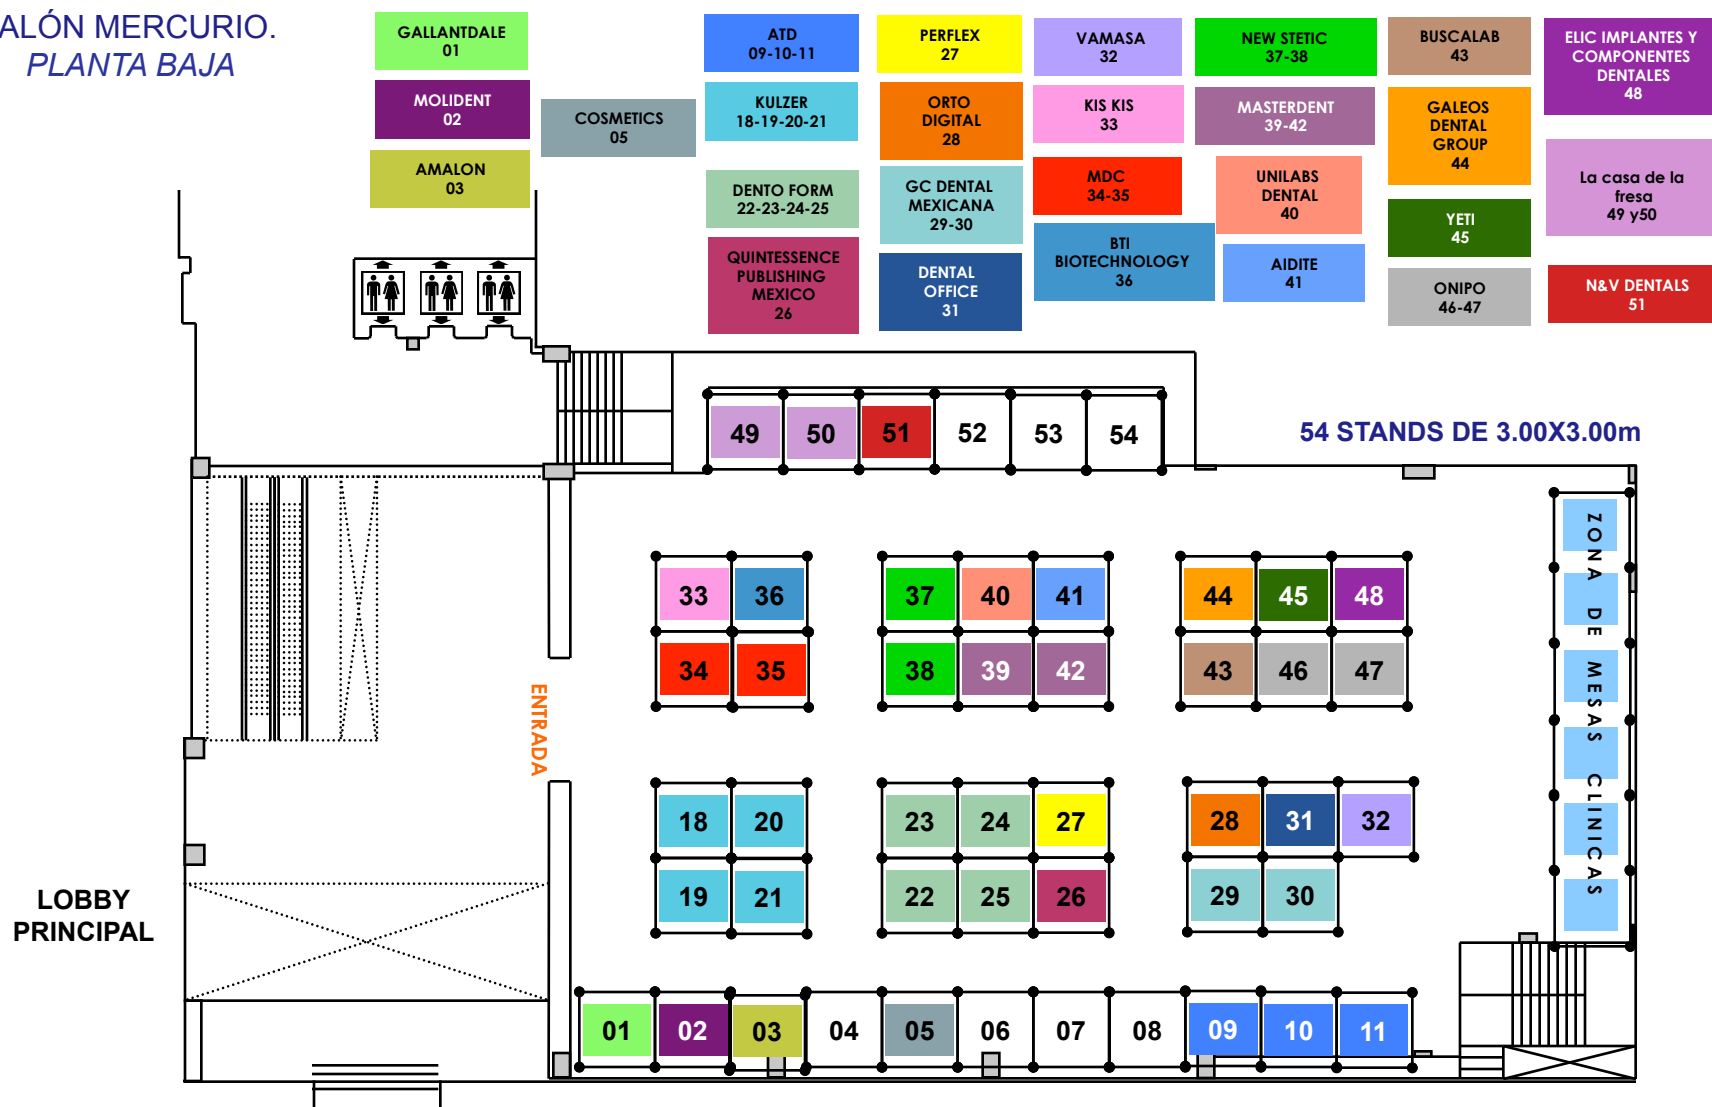 ALÓN MERCURIO.
PLANTA BAJA
GALLANTDALE
01
MOLIDENT
02
AMALON
03
COSMETICS
05
ATD
09-10-11
KULZER
18-19-20-21
DENTO FORM
22-23-24-25
QUINTESSENCE
PUBLISHING
MEXICO
26
PERFLEX
27
ORTO
DIGITAL
28
GC DENTAL
MEXICANA
29-30
DENTAL
OFFICE
31
VAMASA
32
KIS KIS
33
MDC
34-35
BTI
BIOTECHNOLOGY
36
NEW STETIC
37-38
MASTERDENT
39-42
UNILABS
DENTAL
40
AIDITE
41
BUSCALAB
43
GALEOS
DENTAL
GROUP
44
YETI
45
ONIPO
46-47
ELIC IMPLANTES Y
COMPONENTES
DENTALES
48
La casa de la
fresa
49 y50
N&V DENTALS
51
49 50 51 52 53 54
54 STANDS DE 3.00X3.00m
33 36 37 40 41 44 45 48
34 35 38 39 42 43 46 47
ENTRADA
ZONA DE MESAS CLINICAS
18 20 23 24 27 28 31 32
19 21 22 25 26 29 30
LOBBY
PRINCIPAL
01 02 03 04 05 06 07 08 09 10 11